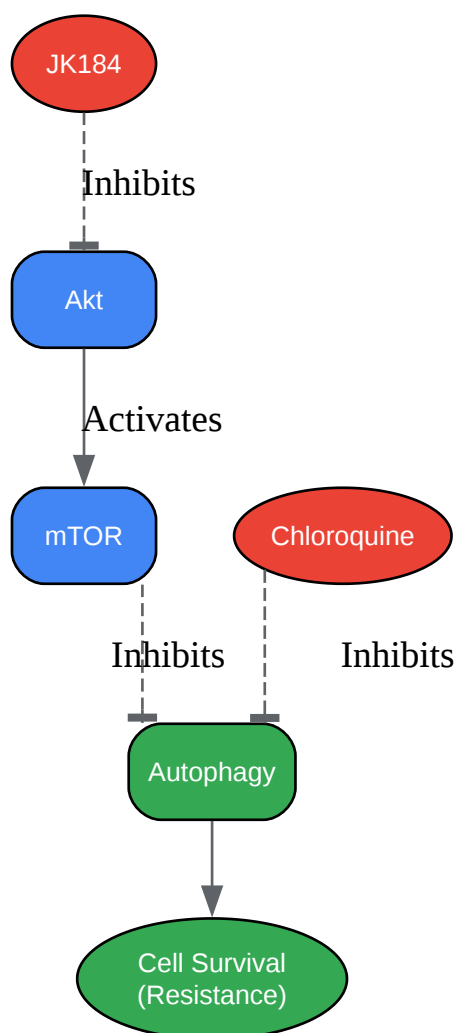 JK184
Inhibits
Akt
Activates
mTOR
Chloroquine
Inhibits
Inhibits
Autophagy
Cell Survival
(Resistance)